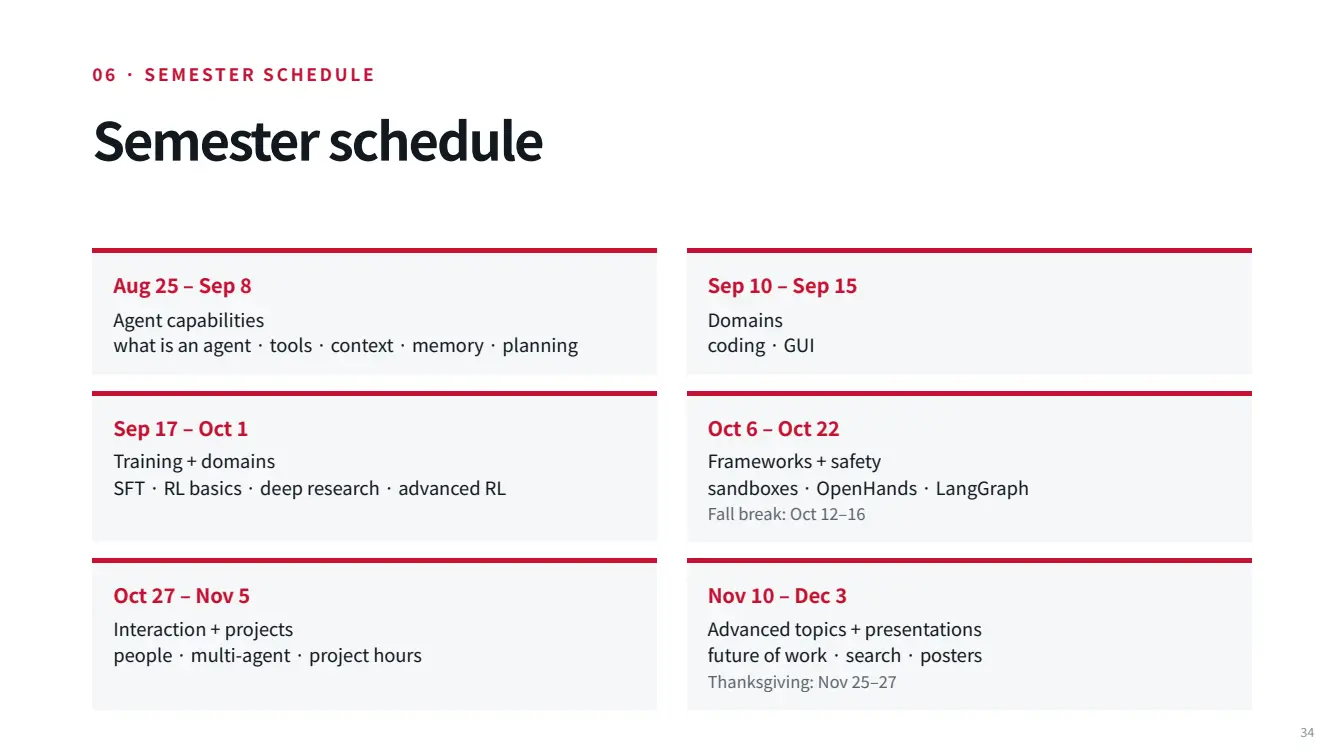 06 · SEMESTER SCHEDULE
Semester schedule
Aug 25 – Sep 8
Agent capabilities
what is an agent · tools · context · memory · planning
Sep 10 – Sep 15
Domains
coding · GUI
Sep 17 – Oct 1
Training + domains
SFT · RL basics · deep research · advanced RL
Oct 6 – Oct 22
Frameworks + safety
sandboxes · OpenHands · LangGraph
Fall break: Oct 12–16
Oct 27 – Nov 5
Interaction + projects
people · multi-agent · project hours
Nov 10 – Dec 3
Advanced topics + presentations
future of work · search · posters
Thanksgiving: Nov 25–27
34